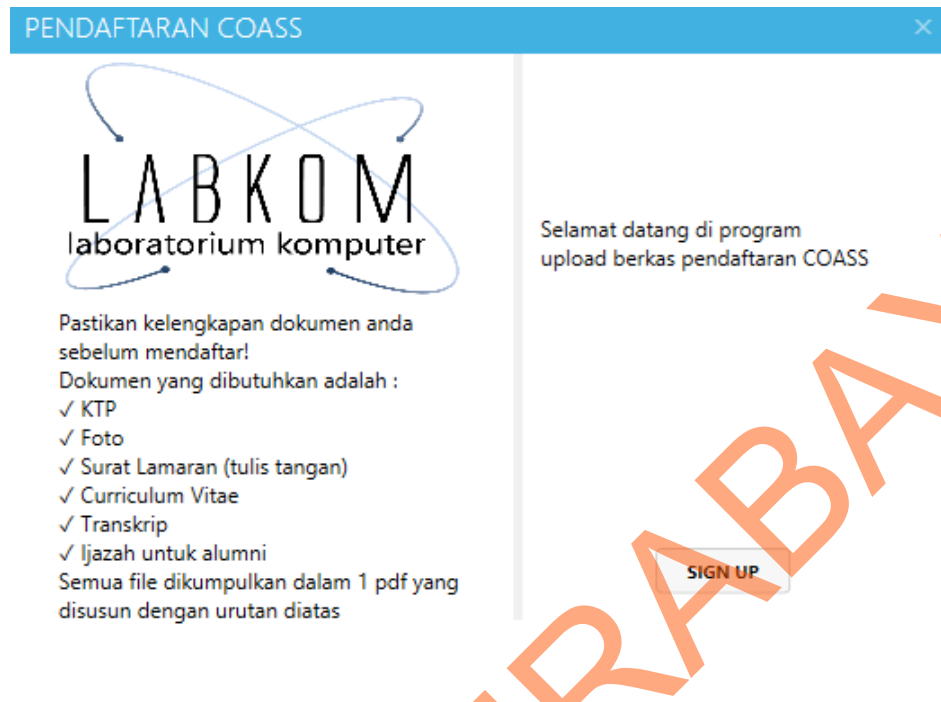 PENDAFTARAN COASS
LABKOM
laboratorium komputer
Pastikan kelengkapan dokumen anda
sebelum mendaftar!
Dokumen yang dibutuhkan adalah :
√ KTP
√ Foto
√ Surat Lamaran (tulis tangan)
√ Curriculum Vitae
√ Transkrip
√ Ijazah untuk alumni
Semua file dikumpulkan dalam 1 pdf yang
disusun dengan urutan diatas
Selamat datang di program
upload berkas pendaftaran COASS
SIGN UP